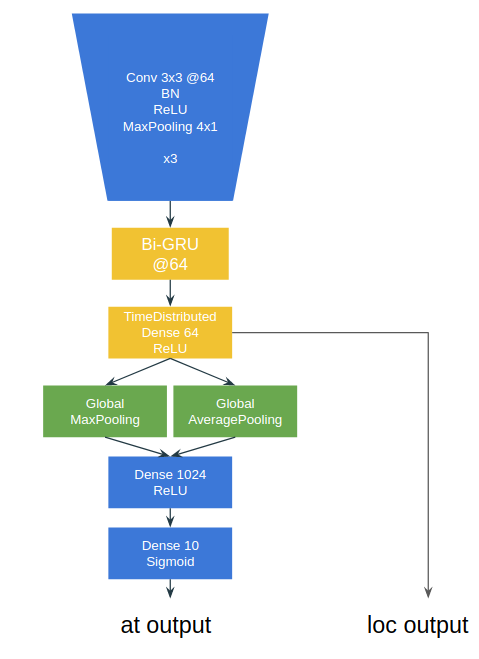 Conv 3x3 @64
BN
ReLU
MaxPooling 4x1
x3
Bi-GRU
@64
TimeDistributed
Dense 64
ReLU
Global
MaxPooling
Global
AveragePooling
Dense 1024
ReLU
Dense 10
Sigmoid
at output
loc output